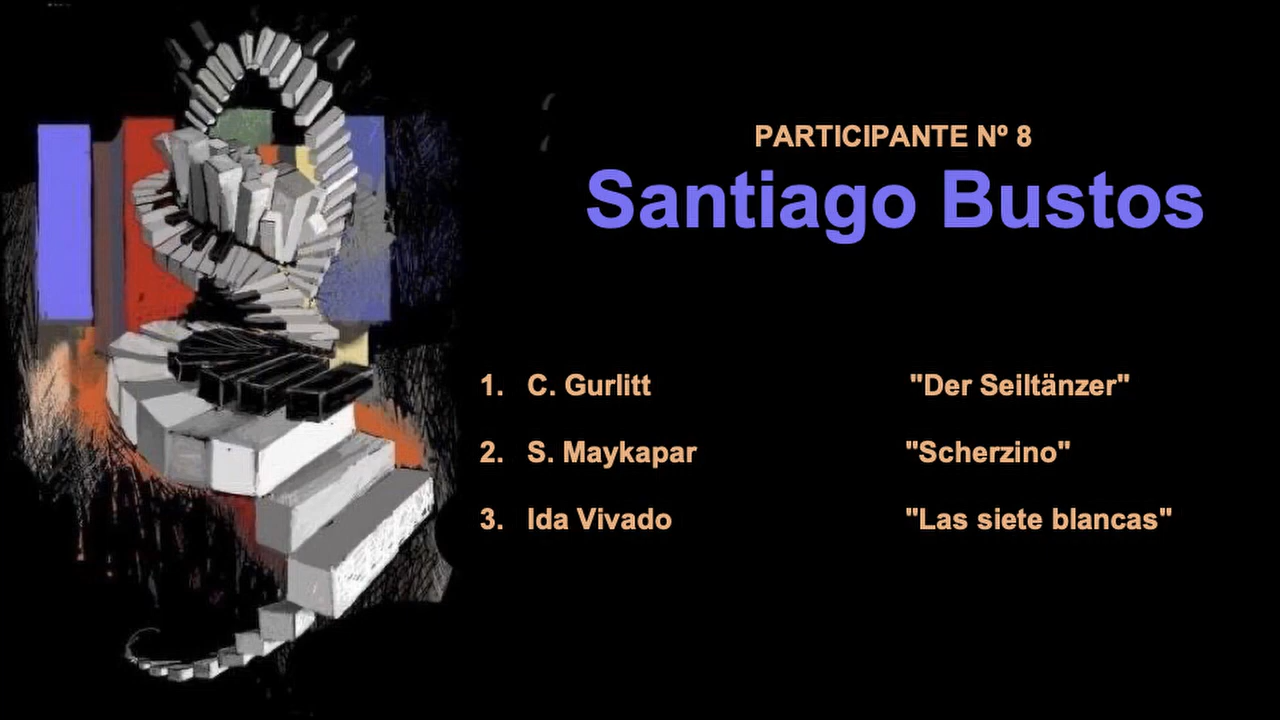 PARTICIPANTE Nº 8
Santiago Bustos
1. C. Gurlitt "Der Seiltänzer"
2. S. Maykapar "Scherzino"
3. Ida Vivado "Las siete blancas"